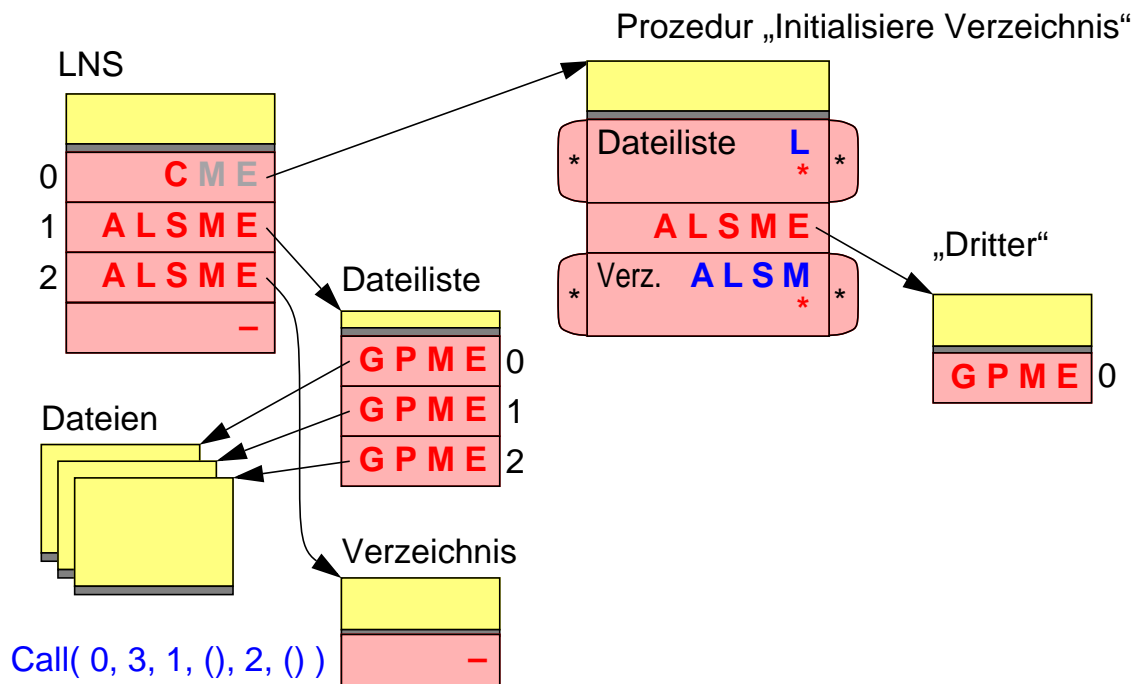 Prozedur „Initialisiere Verzeichnis“
LNS
0 C M E
1 A L S M E
2 A L S M E
–
* Dateiliste L *
*
A L S M E
* Verz. A L S M *
*
„Dritter“
G P M E 0
Dateiliste
G P M E 0
G P M E 1
G P M E 2
Dateien
Verzeichnis
–
Call( 0, 3, 1, (), 2, () )